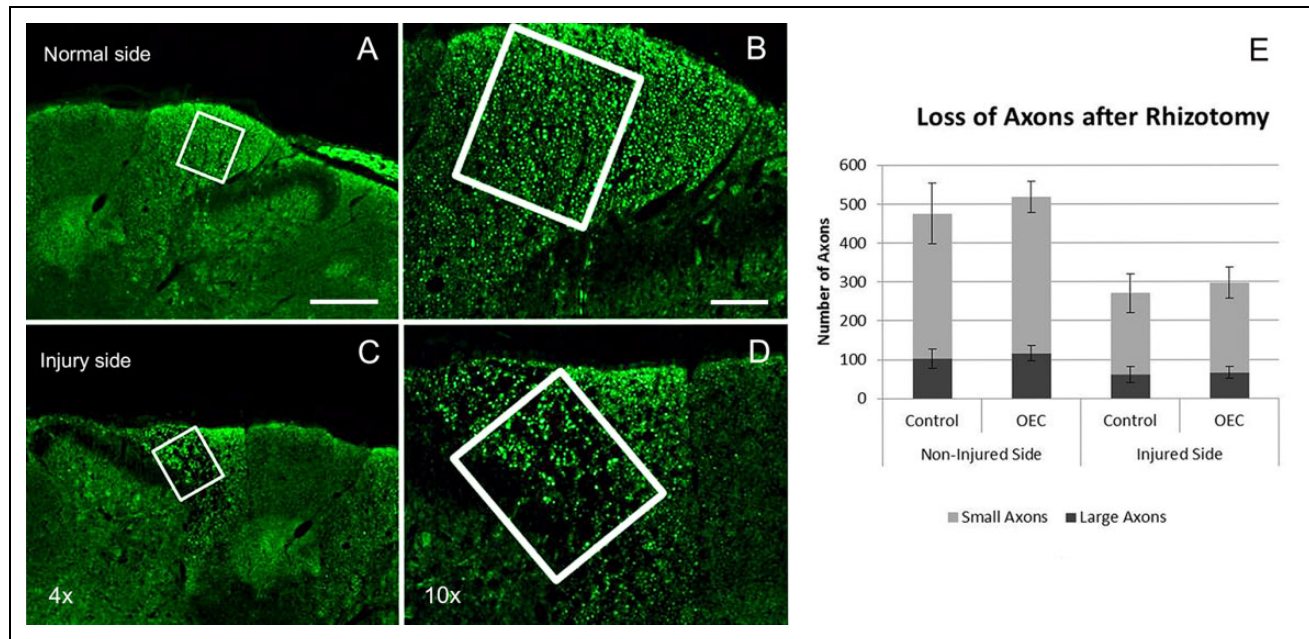 Normal side
A
B
Injury side
C
4x
D
10x
E
Loss of Axons after Rhizotomy
Number of Axons
600
500
400
300
200
100
0
Control OEC Control OEC
Non-Injured Side Injured Side
Small Axons Large Axons